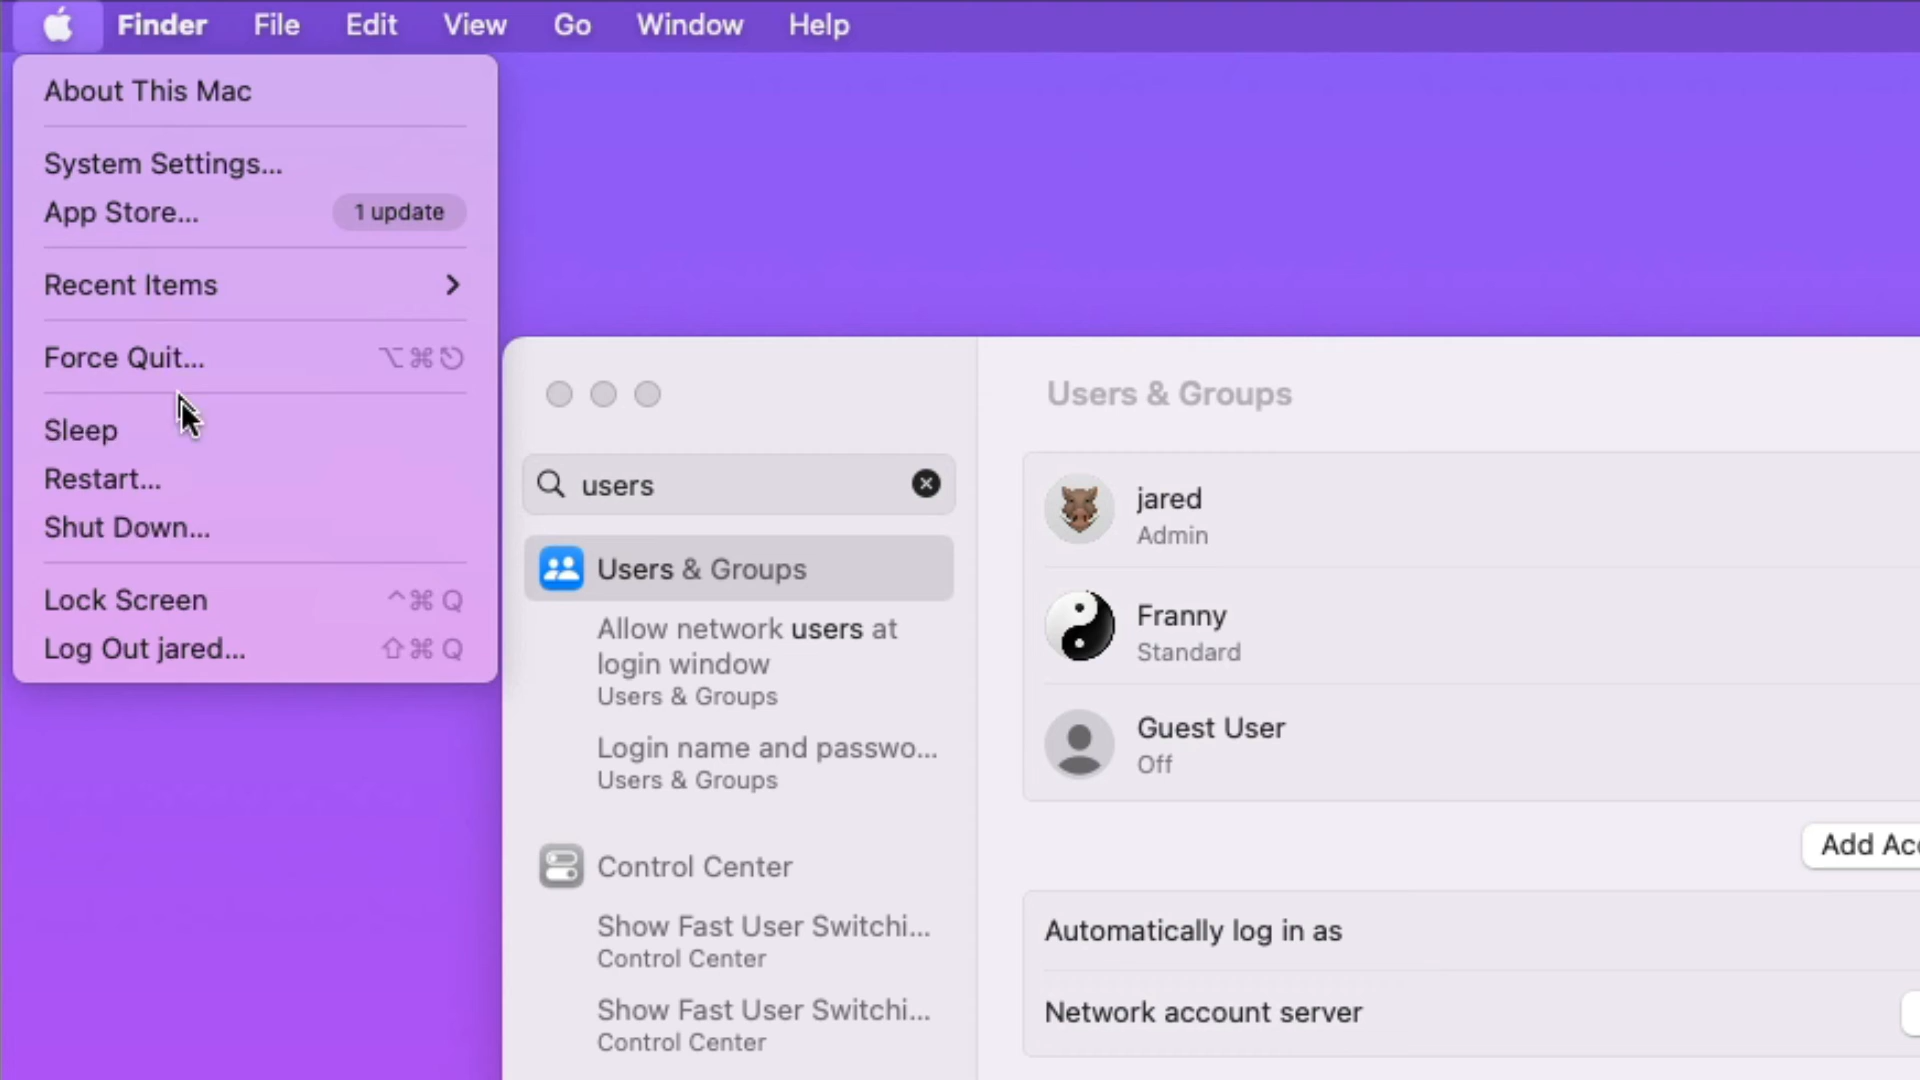 Finder File Edit View Go Window Help
About This Mac
System Settings...
App Store... 1 update
Recent Items
Force Quit... ⌥⌘⎋
Sleep
Restart...
Shut Down...
Lock Screen ^⌘Q
Log Out jared... ⇧⌘Q
users
Users & Groups
Allow network users at
login window
Users & Groups
Login name and passwo...
Users & Groups
Control Center
Show Fast User Switchi...
Control Center
Show Fast User Switchi...
Control Center
Users & Groups
jared
Admin
Franny
Standard
Guest User
Off
Add Acc
Automatically log in as
Network account server